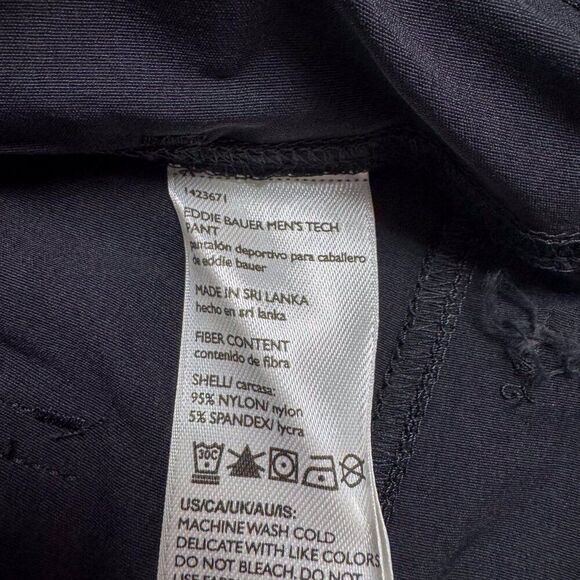 1423671
EDDIE BAUER MEN'S TECH
PANT
pantalón deportivo para caballero
de eddie bauer
MADE IN SRI LANKA
hecho en sri lanka
FIBER CONTENT
contenido de fibra
SHELL/ carcasa:
95% NYLON/ nylon
5% SPANDEX/ lycra
30C
US/CA/UK/AU/IS:
MACHINE WASH COLD
DELICATE WITH LIKE COLORS
DO NOT BLEACH. DO NOT